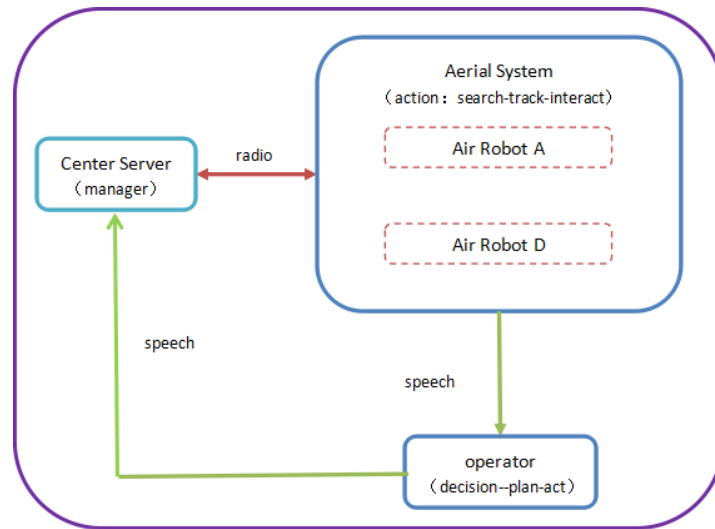 Aerial System
（action：search-track-interact）
Air Robot A
radio
Center Server
（manager）
Air Robot D
speech
speech
operator
（decision--plan-act）